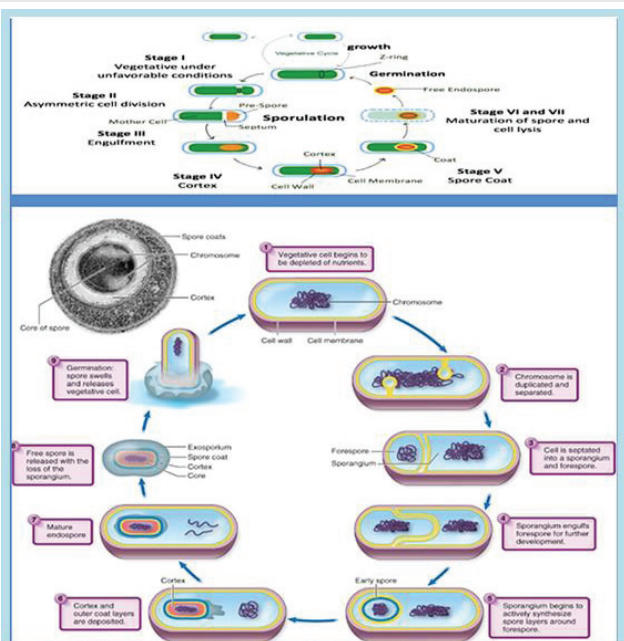 growth
Vegetative Cycle
Z-ring
Stage I
Vegetative under
unfavorable conditions
Germination
Free Endospore
Stage II
Asymmetric cell division
Pre-Spore
Mother Cell
Septum
Sporulation
Stage VI and VII
Maturation of spore and
cell lysis
Stage III
Engulfment
Cortex
Coat
Stage IV
Cortex
Cell Wall
Cell Membrane
Stage V
Spore Coat
Spore coats
Chromosome
Cortex
Core of spore
1
Vegetative cell begins to
be depleted of nutrients.
Chromosome
Cell wall
Cell membrane
2
Chromosome is
duplicated and
separated.
Forespore
Sporangium
3
Cell is septated
into a sporangium
and forespore.
4
Sporangium engulfs
forespore for further
development.
Early spore
5
Sporangium begins to
actively synthesize
spore layers around
forespore.
Cortex
6
Cortex and
outer coat layers
are deposited.
7
Mature
endospore
8
Free spore is
released with the
loss of the
sporangium.
Exosporium
Spore coat
Cortex
Core
9
Germination:
spore swells
and releases
vegetative cell.